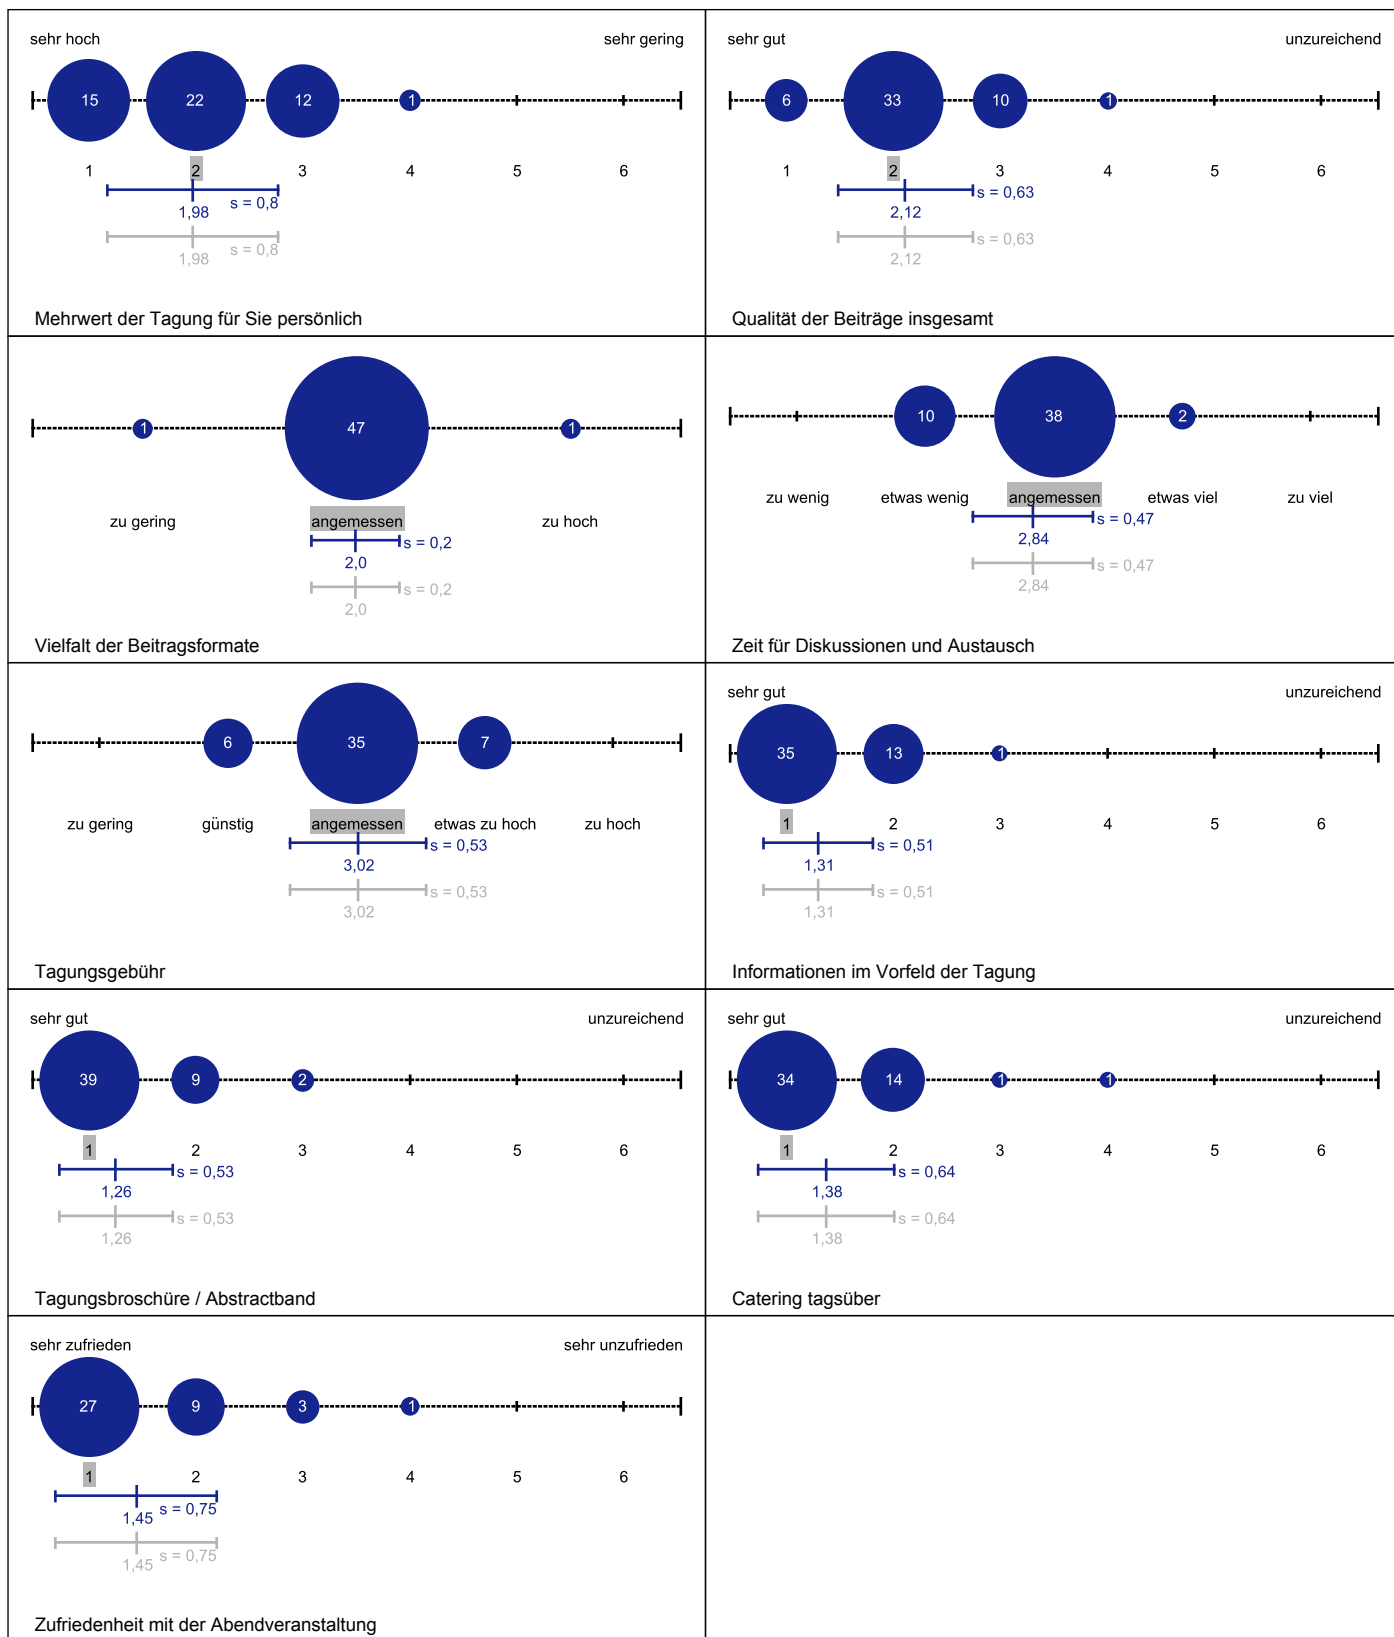 sehr hoch sehr gering
15 22 12 1
1 2 3 4 5 6
s = 0,8
1,98
s = 0,8
1,98
Mehrwert der Tagung für Sie persönlich
sehr gut unzureichend
6 33 10 1
1 2 3 4 5 6
s = 0,63
2,12
s = 0,63
2,12
Qualität der Beiträge insgesamt
1 47 1
zu gering angemessen zu hoch
s = 0,2
2,0
s = 0,2
2,0
Vielfalt der Beitragsformate
10 38 2
zu wenig etwas wenig angemessen etwas viel zu viel
s = 0,47
2,84
s = 0,47
2,84
Zeit für Diskussionen und Austausch
6 35 7
zu gering günstig angemessen etwas zu hoch zu hoch
s = 0,53
3,02
s = 0,53
3,02
Tagungsgebühr
sehr gut unzureichend
35 13 1
1 2 3 4 5 6
s = 0,51
1,31
s = 0,51
1,31
Informationen im Vorfeld der Tagung
sehr gut unzureichend
39 9 2
1 2 3 4 5 6
s = 0,53
1,26
s = 0,53
1,26
Tagungsbroschüre / Abstractband
sehr gut unzureichend
34 14 1 1
1 2 3 4 5 6
s = 0,64
1,38
s = 0,64
1,38
Catering tagsüber
sehr zufrieden sehr unzufrieden
27 9 3 1
1 2 3 4 5 6
s = 0,75
1,45
s = 0,75
1,45
Zufriedenheit mit der Abendveranstaltung